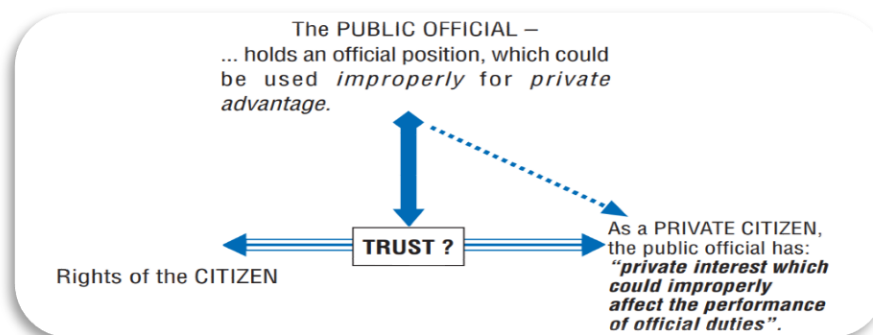 The PUBLIC OFFICIAL –
... holds an official position, which could
be used improperly for private
advantage.
TRUST ?
Rights of the CITIZEN
As a PRIVATE CITIZEN,
the public official has:
“private interest which
could improperly
affect the performance
of official duties”.